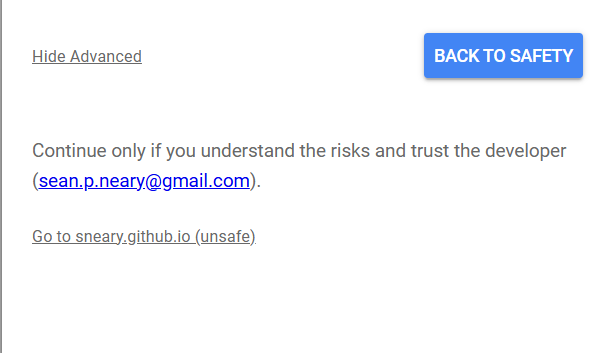 Hide Advanced
BACK TO SAFETY
Continue only if you understand the risks and trust the developer
(sean.p.neary@gmail.com).
Go to sneary.github.io (unsafe)